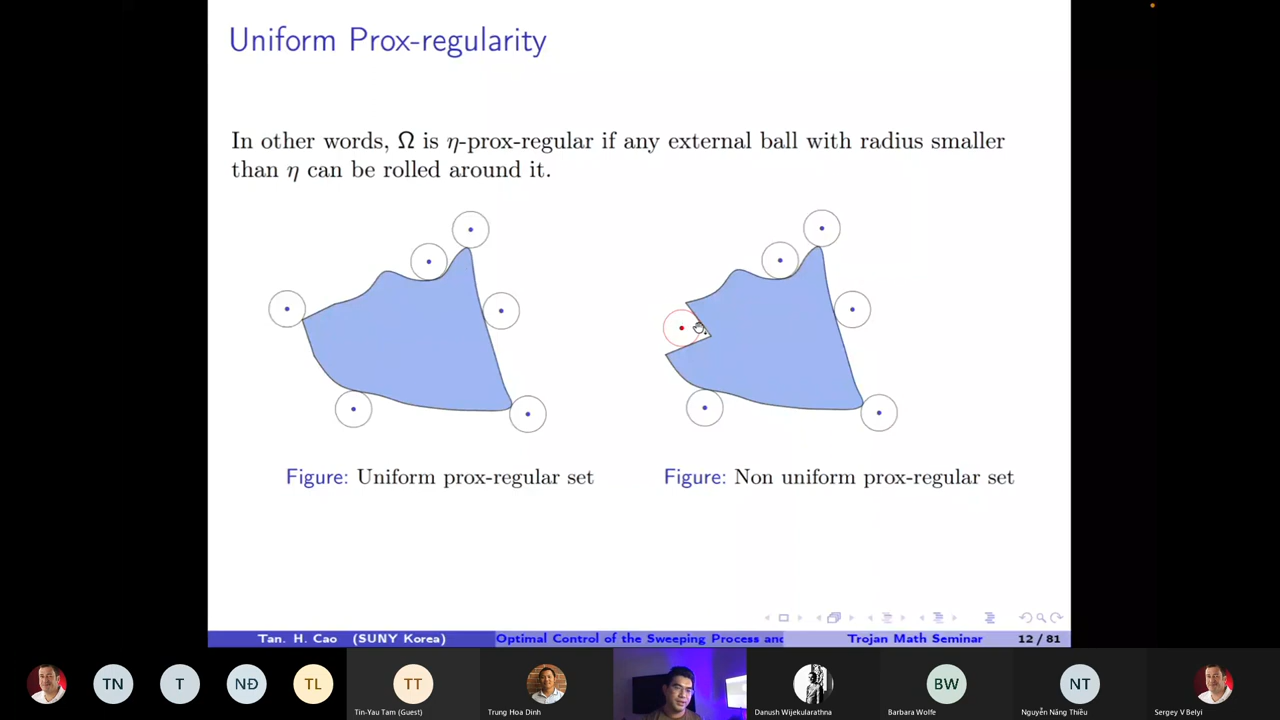 Uniform Prox-regularity
In other words, Ω is η-prox-regular if any external ball with radius smaller
than η can be rolled around it.
Figure: Uniform prox-regular set
Figure: Non uniform prox-regular set
Tan. H. Cao (SUNY Korea)
Optimal Control of the Sweeping Process and
Trojan Math Seminar
12 / 81
TN
T
NĐ
TL
TT
BW
NT
Tin-Yau Tam (Guest)
Trung Hoa Dinh
Danush Wijekularathna
Barbara Wolfe
Nguyễn Năng Thiều
Sergey V Belyi